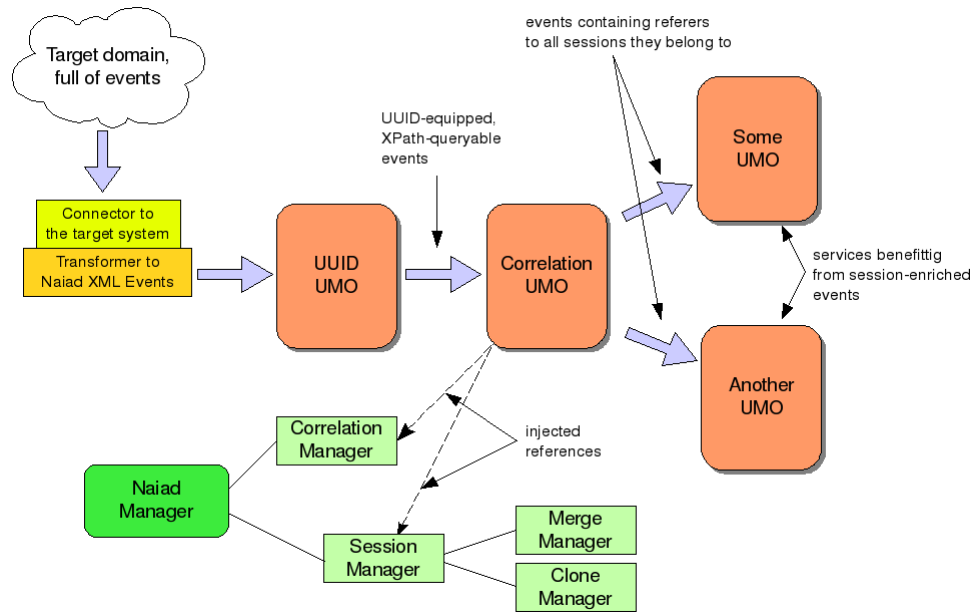 events containing referers
to all sessions they belong to
Target domain,
full of events
UUID-equipped,
XPath-queryable
events
Some
UMO
Connector to
the target system
Transformer to
Naiad XML Events
UUID
UMO
Correlation
UMO
services benefittig
from session-enriched
events
Another
UMO
Correlation
Manager
injected
references
Naiad
Manager
Session
Manager
Merge
Manager
Clone
Manager